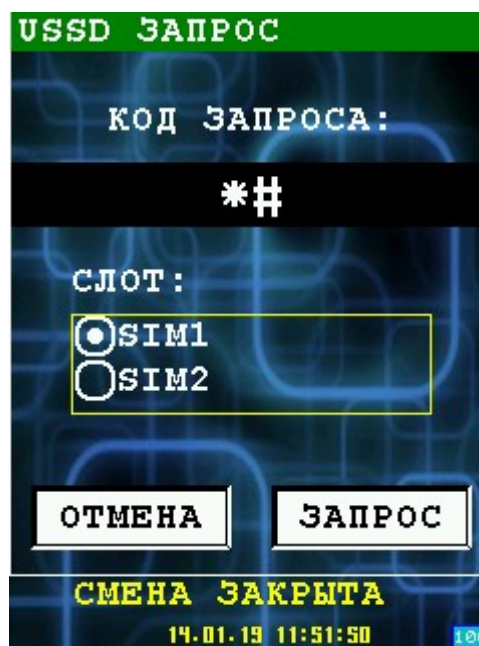 USSD ЗАПРОС
КОД ЗАПРОСА:
*#
СЛОТ:
SIM1
SIM2
ОТМЕНА ЗАПРОС
СМЕНА ЗАКРЫТА
14.01.19 11:51:50